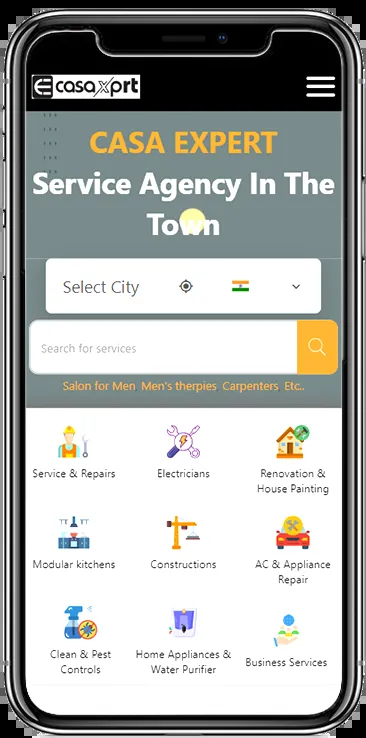 casaxprt
CASA EXPERT
Service Agency In The
Town
Select City
Search for services
Salon for Men Men's therpies Carpenters Etc..
Service & Repairs
Electricians
Renovation &
House Painting
Modular kitchens
Constructions
AC & Appliance
Repair
Clean & Pest
Controls
Home Appliances &
Water Purifier
Business Services